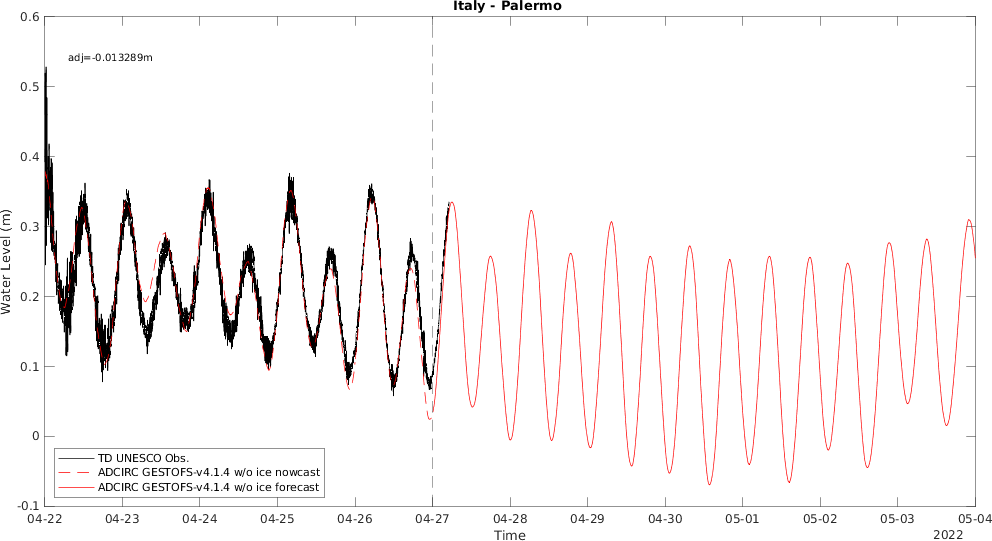 Italy - Palermo
adj=-0.013289m
0.6
0.5
0.4
0.3
0.2
0.1
0
-0.1
Water Level (m)
TD UNESCO Obs.
ADCIRC GESTOFS-v4.1.4 w/o ice nowcast
ADCIRC GESTOFS-v4.1.4 w/o ice forecast
04-22 04-23 04-24 04-25 04-26 04-27 04-28 04-29 04-30 05-01 05-02 05-03 05-04
Time
2022